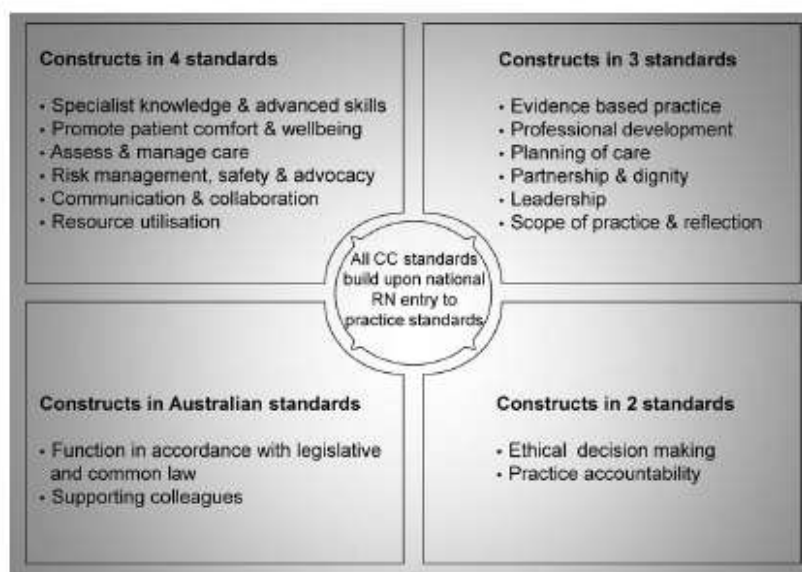 Constructs in 4 standards
• Specialist knowledge & advanced skills
• Promote patient comfort & wellbeing
• Assess & manage care
• Risk management, safety & advocacy
• Communication & collaboration
• Resource utilisation
Constructs in 3 standards
• Evidence based practice
• Professional development
• Planning of care
• Partnership & dignity
• Leadership
• Scope of practice & reflection
All CC standards
build upon national
RN entry to
practice standards
Constructs in Australian standards
• Function in accordance with legislative
and common law
• Supporting colleagues
Constructs in 2 standards
• Ethical decision making
• Practice accountability